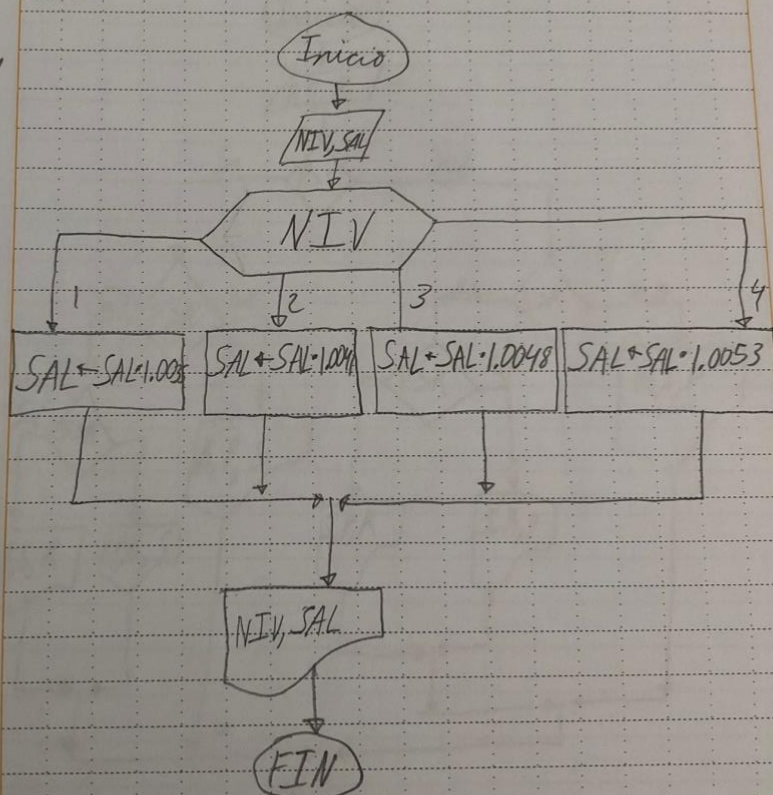 Inicio
NIV, SAL
NIV
1
2
3
4
SAL ← SAL·1.0035
SAL ← SAL·1.0041
SAL ← SAL·1.0048
SAL ← SAL·1.0053
NIV, SAL
FIN